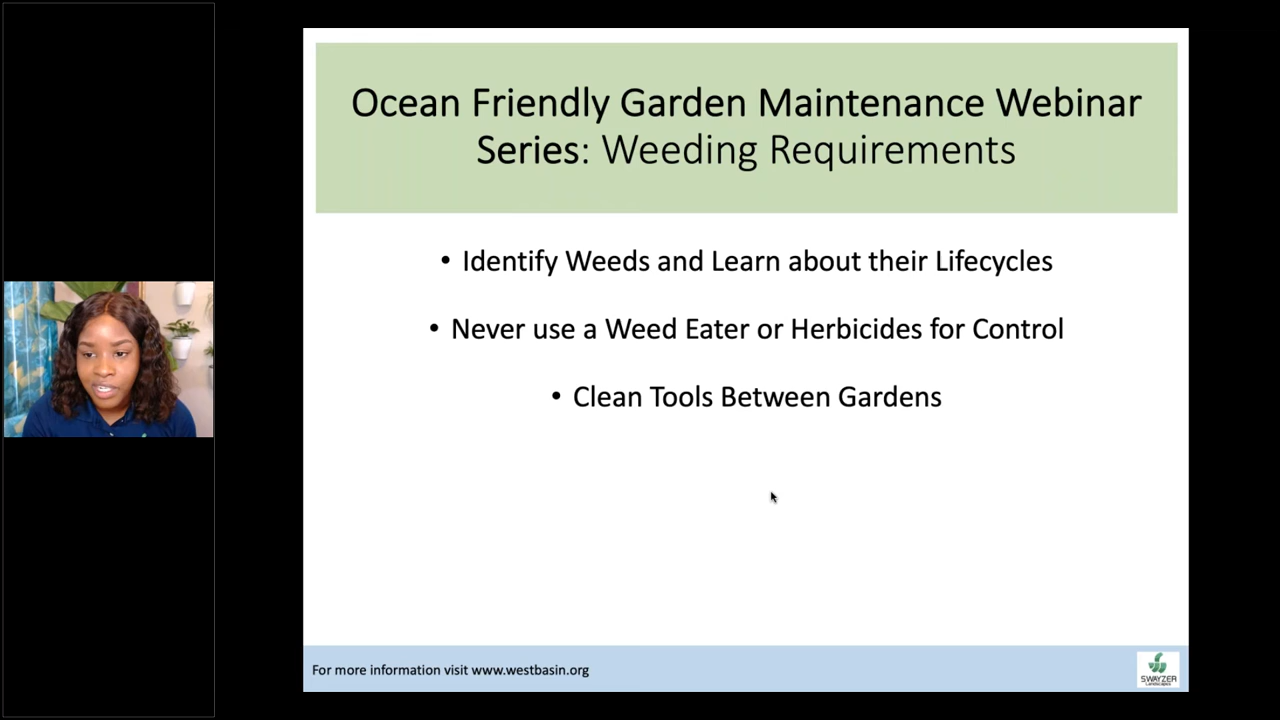 Ocean Friendly Garden Maintenance Webinar
Series: Weeding Requirements
• Identify Weeds and Learn about their Lifecycles
• Never use a Weed Eater or Herbicides for Control
• Clean Tools Between Gardens
For more information visit www.westbasin.org
SWAYZER
LANDSCAPES